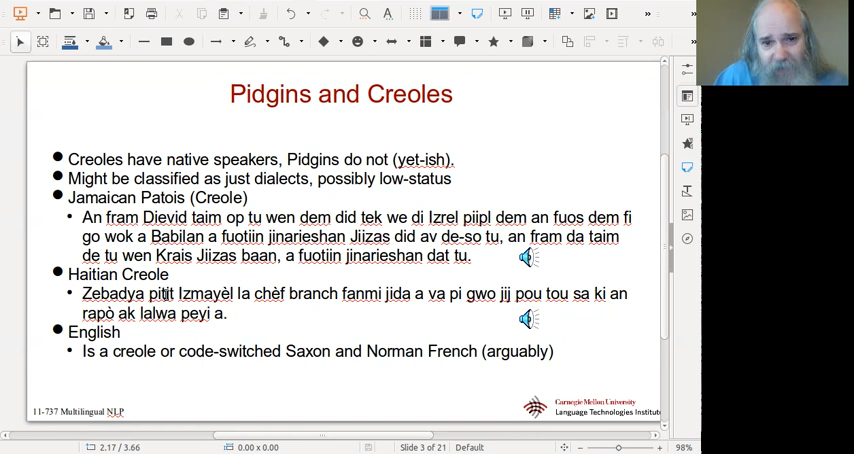 Pidgins and Creoles
Creoles have native speakers, Pidgins do not (yet-ish).
Might be classified as just dialects, possibly low-status
Jamaican Patois (Creole)
An fram Dievid taim op tu wen dem did tek we di Izrel piipl dem an fuos dem fi
go wok a Babilan a fuotiin jinarieshan Jiizas did av de-so tu, an fram da taim
de tu wen Krais Jiizas baan, a fuotiin jinarieshan dat tu.
Haitian Creole
Zebadya pitit Izmayèl la chèf branch fanmi jida a va pi gwo jij pou tou sa ki an
rapò ak lalwa peyi a.
English
Is a creole or code-switched Saxon and Norman French (arguably)
11-737 Multilingual NLP
Carnegie Mellon University
Language Technologies Institute
2.17 / 3.66
0.00 x 0.00
Slide 3 of 21
Default
98%